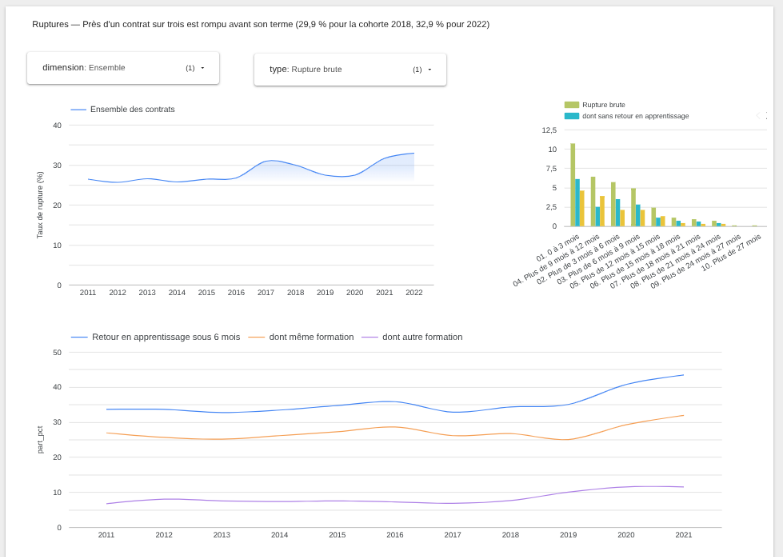 Ruptures — Près d'un contrat sur trois est rompu avant son terme (29,9 % pour la cohorte 2018, 32,9 % pour 2022)
dimension: Ensemble (1)
type: Rupture brute (1)
Ensemble des contrats
Taux de rupture (%)
40
30
20
10
0
2011 2012 2013 2014 2015 2016 2017 2018 2019 2020 2021 2022
Rupture brute
dont sans retour en apprentissage
12,5
10
7,5
5
2,5
0
01. 0 à 3 mois
04. Plus de 9 mois à 12 mois
02. Plus de 3 mois à 6 mois
03. Plus de 6 mois à 9 mois
05. Plus de 12 mois à 15 mois
06. Plus de 15 mois à 18 mois
07. Plus de 18 mois à 21 mois
08. Plus de 21 mois à 24 mois
09. Plus de 24 mois à 27 mois
10. Plus de 27 mois
Retour en apprentissage sous 6 mois dont même formation dont autre formation
part_pct
50
40
30
20
10
0
2011 2012 2013 2014 2015 2016 2017 2018 2019 2020 2021